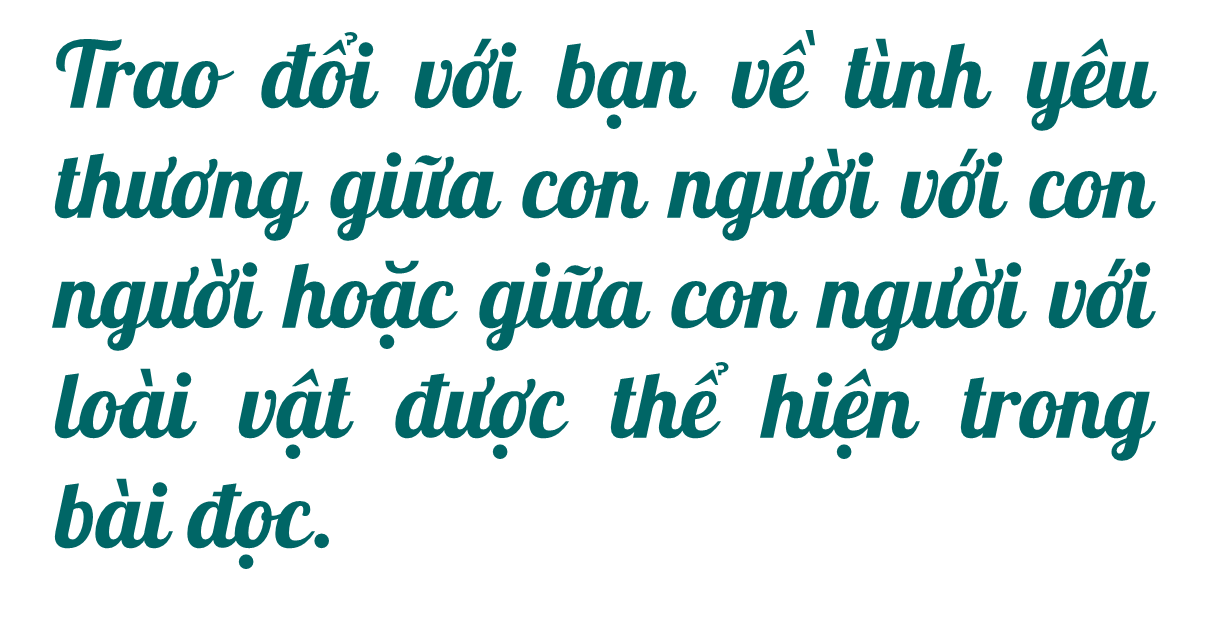 Trao đổi với bạn về tình yêu
thương giữa con người với con
người hoặc giữa con người với
loài vật được thể hiện trong
bài đọc.